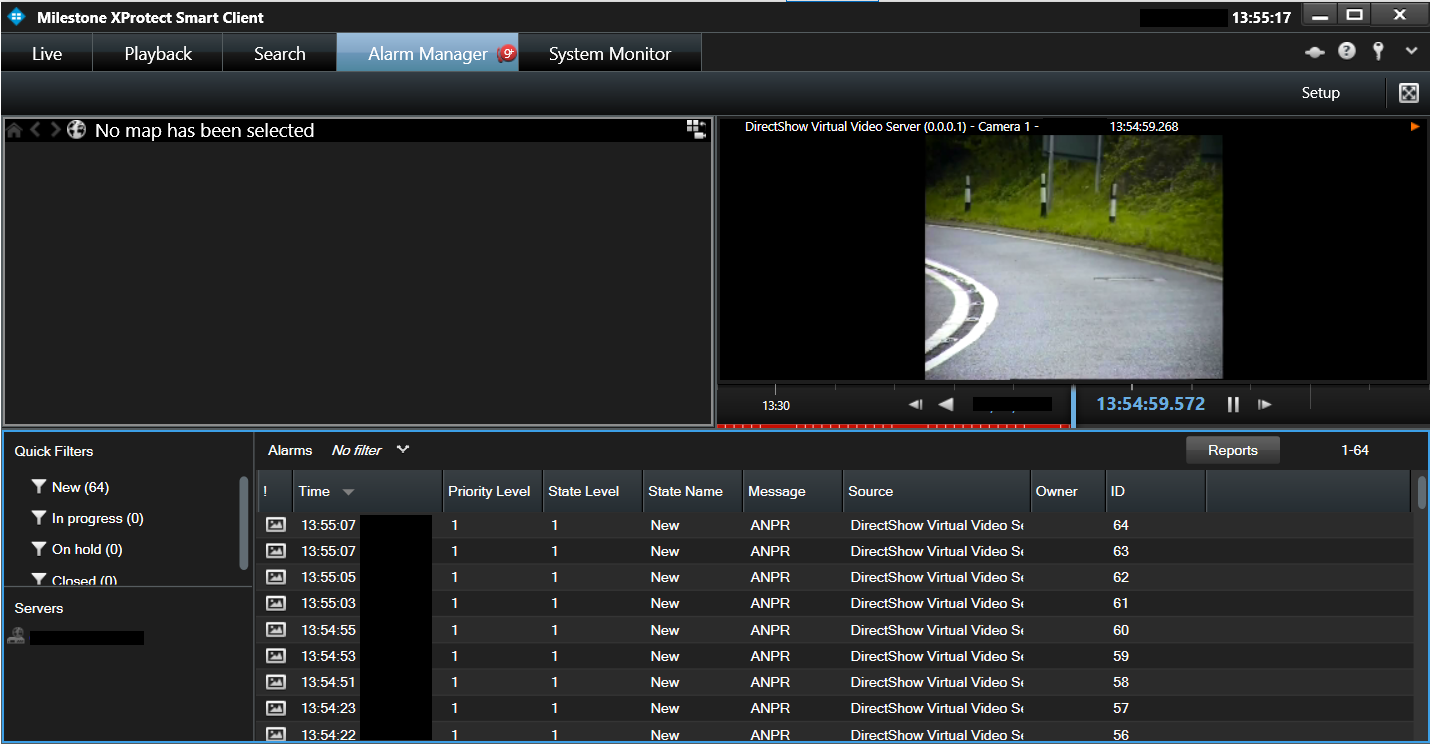 Milestone XProtect Smart Client 13:55:17
Live Playback Search Alarm Manager 9+ System Monitor
Setup
No map has been selected
DirectShow Virtual Video Server (0.0.0.1) - Camera 1 - 13:54:59.268
13:30 13:54:59.572
Quick Filters
New (64)
In progress (0)
On hold (0)
Closed (0)
Servers
Alarms No filter Reports 1-64
! Time Priority Level State Level State Name Message Source Owner ID
13:55:07 1 1 New ANPR DirectShow Virtual Video Se 64
13:55:07 1 1 New ANPR DirectShow Virtual Video Se 63
13:55:05 1 1 New ANPR DirectShow Virtual Video Se 62
13:55:03 1 1 New ANPR DirectShow Virtual Video Se 61
13:54:55 1 1 New ANPR DirectShow Virtual Video Se 60
13:54:53 1 1 New ANPR DirectShow Virtual Video Se 59
13:54:51 1 1 New ANPR DirectShow Virtual Video Se 58
13:54:23 1 1 New ANPR DirectShow Virtual Video Se 57
13:54:22 1 1 New ANPR DirectShow Virtual Video Se 56